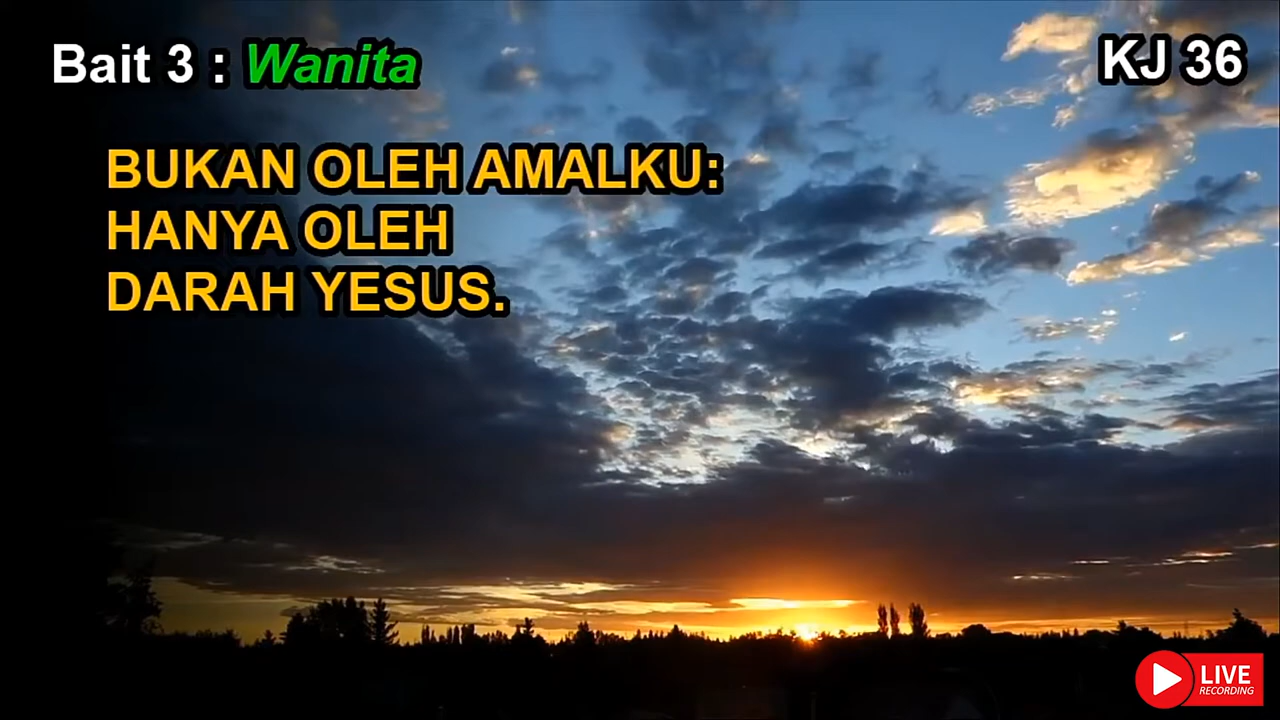 Bait 3 : Wanita
KJ 36
BUKAN OLEH AMALKU:
HANYA OLEH
DARAH YESUS.
LIVE
RECORDING